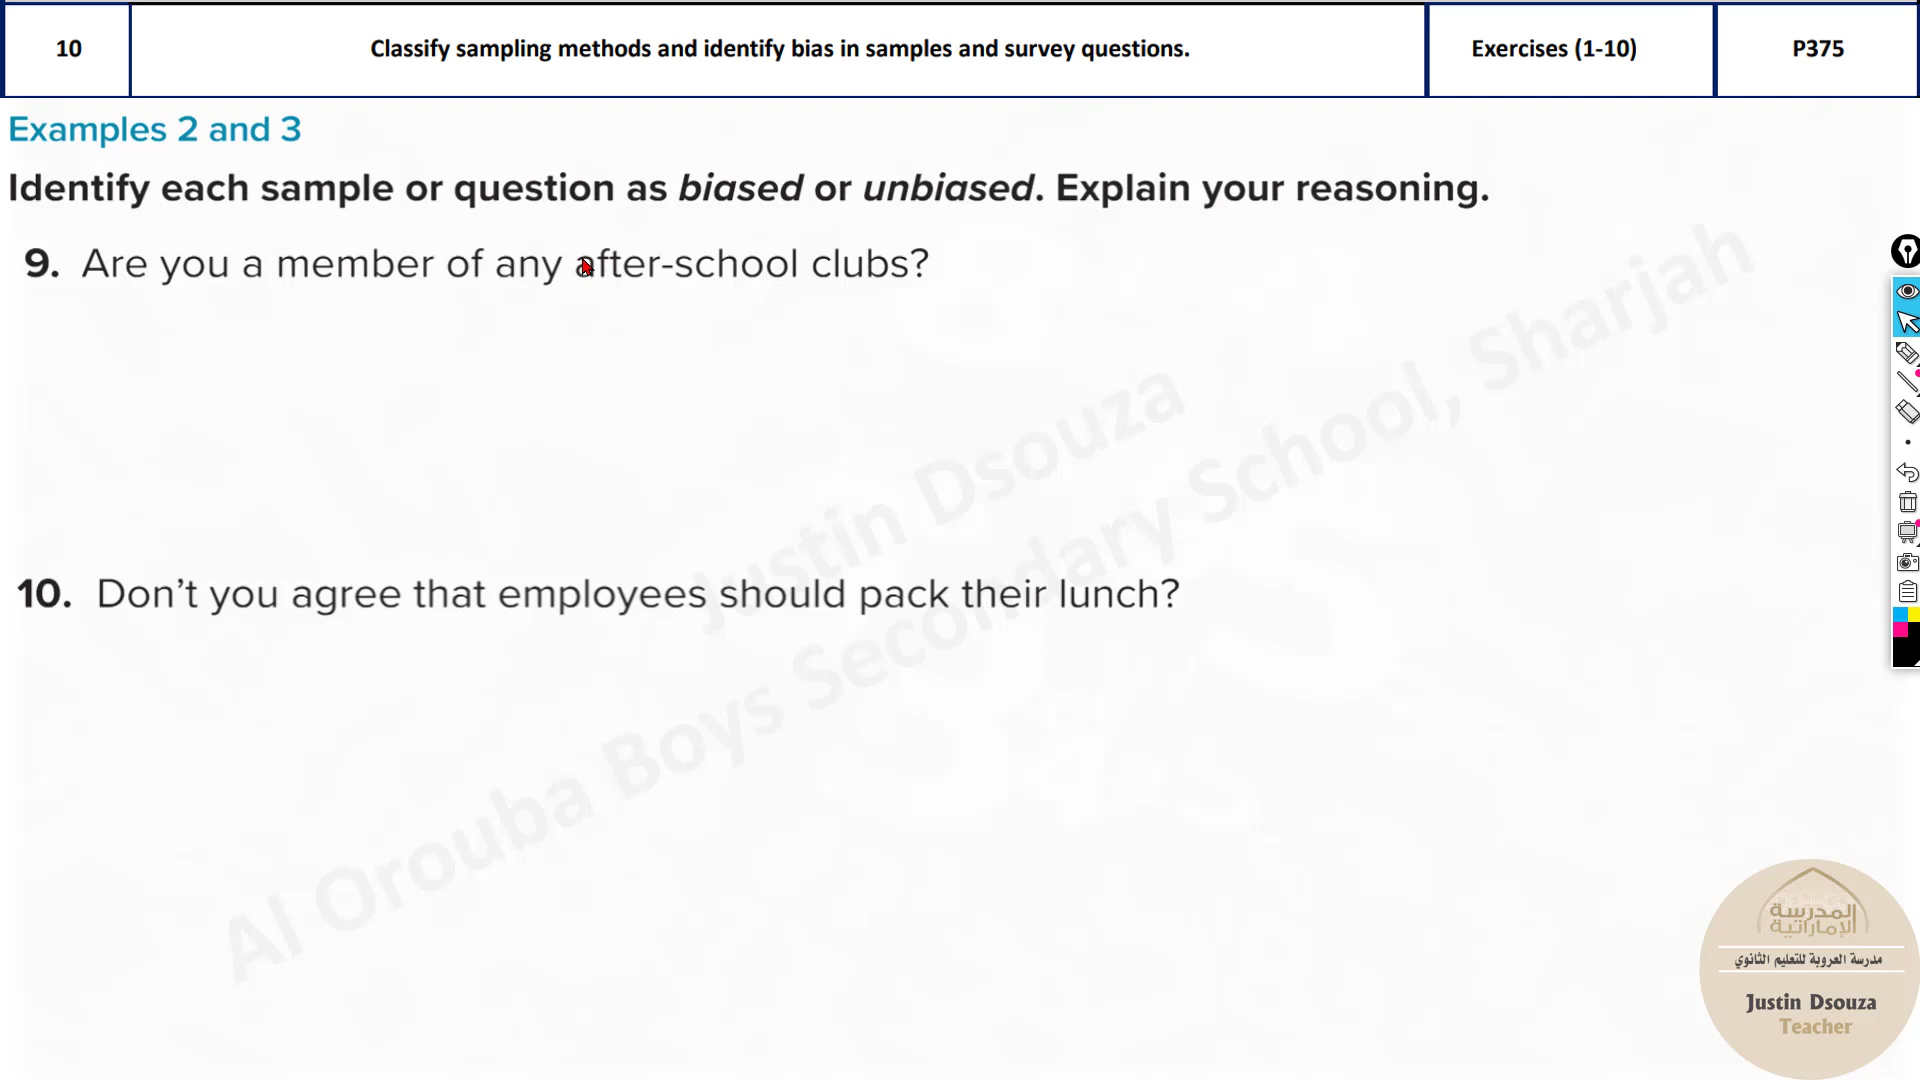 10
Classify sampling methods and identify bias in samples and survey questions.
Exercises (1-10)
P375
Examples 2 and 3
Identify each sample or question as biased or unbiased. Explain your reasoning.
9. Are you a member of any after-school clubs?
10. Don't you agree that employees should pack their lunch?
Justin Dsouza
Al Orouba Boys Secondary School, Sharjah
المدرسة
الإماراتية
مدرسة العروبة للتعليم الثانوي
Justin Dsouza
Teacher